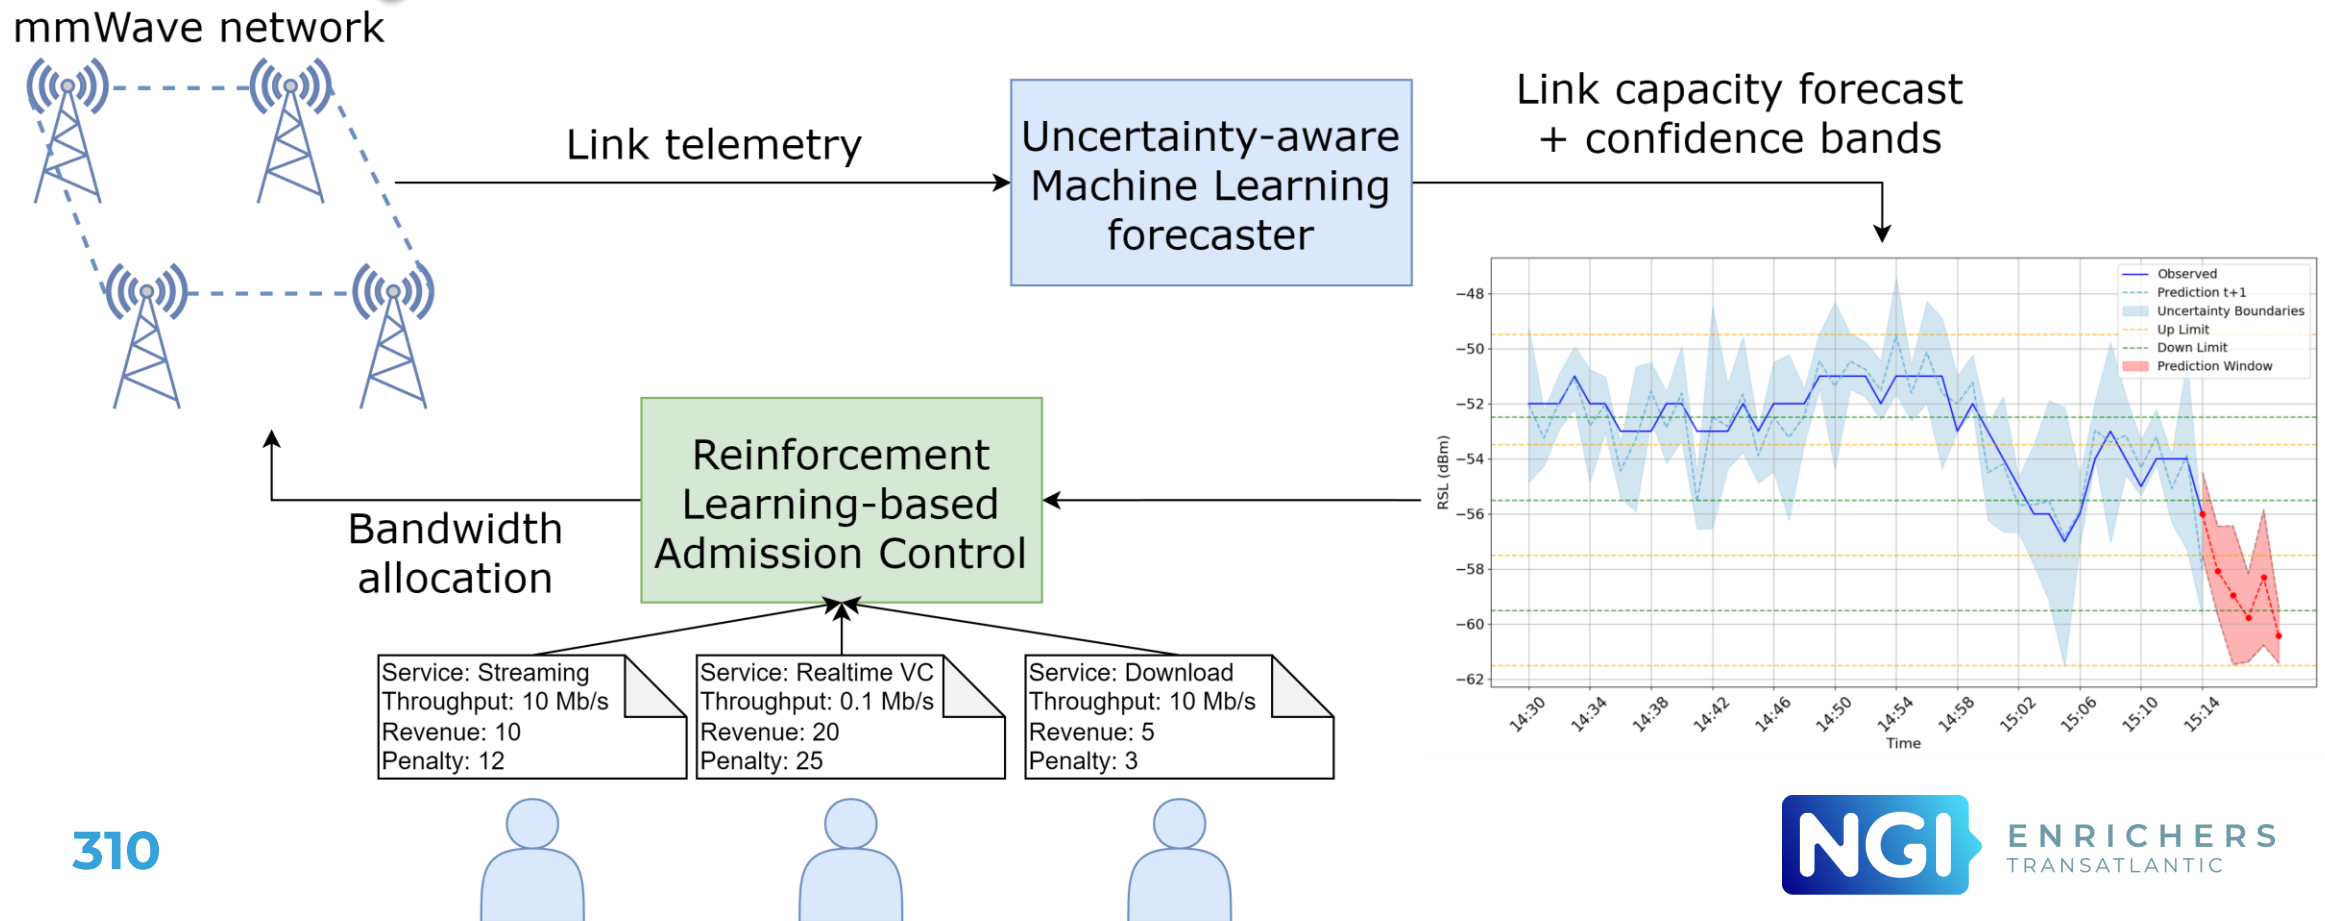 mmWave network
Link telemetry
Uncertainty-aware
Machine Learning
forecaster
Link capacity forecast
+ confidence bands
Observed
Prediction t+1
Uncertainty Boundaries
Up Limit
Down Limit
Prediction Window
−48
−50
−52
−54
−56
−58
−60
−62
RSL (dBm)
14:30
14:34
14:38
14:42
14:46
14:50
14:54
14:58
15:02
15:06
15:10
15:14
Time
Reinforcement
Learning-based
Admission Control
Bandwidth
allocation
Service: Streaming
Throughput: 10 Mb/s
Revenue: 10
Penalty: 12
Service: Realtime VC
Throughput: 0.1 Mb/s
Revenue: 20
Penalty: 25
Service: Download
Throughput: 10 Mb/s
Revenue: 5
Penalty: 3
310
NGI
ENRICHERS
TRANSATLANTIC